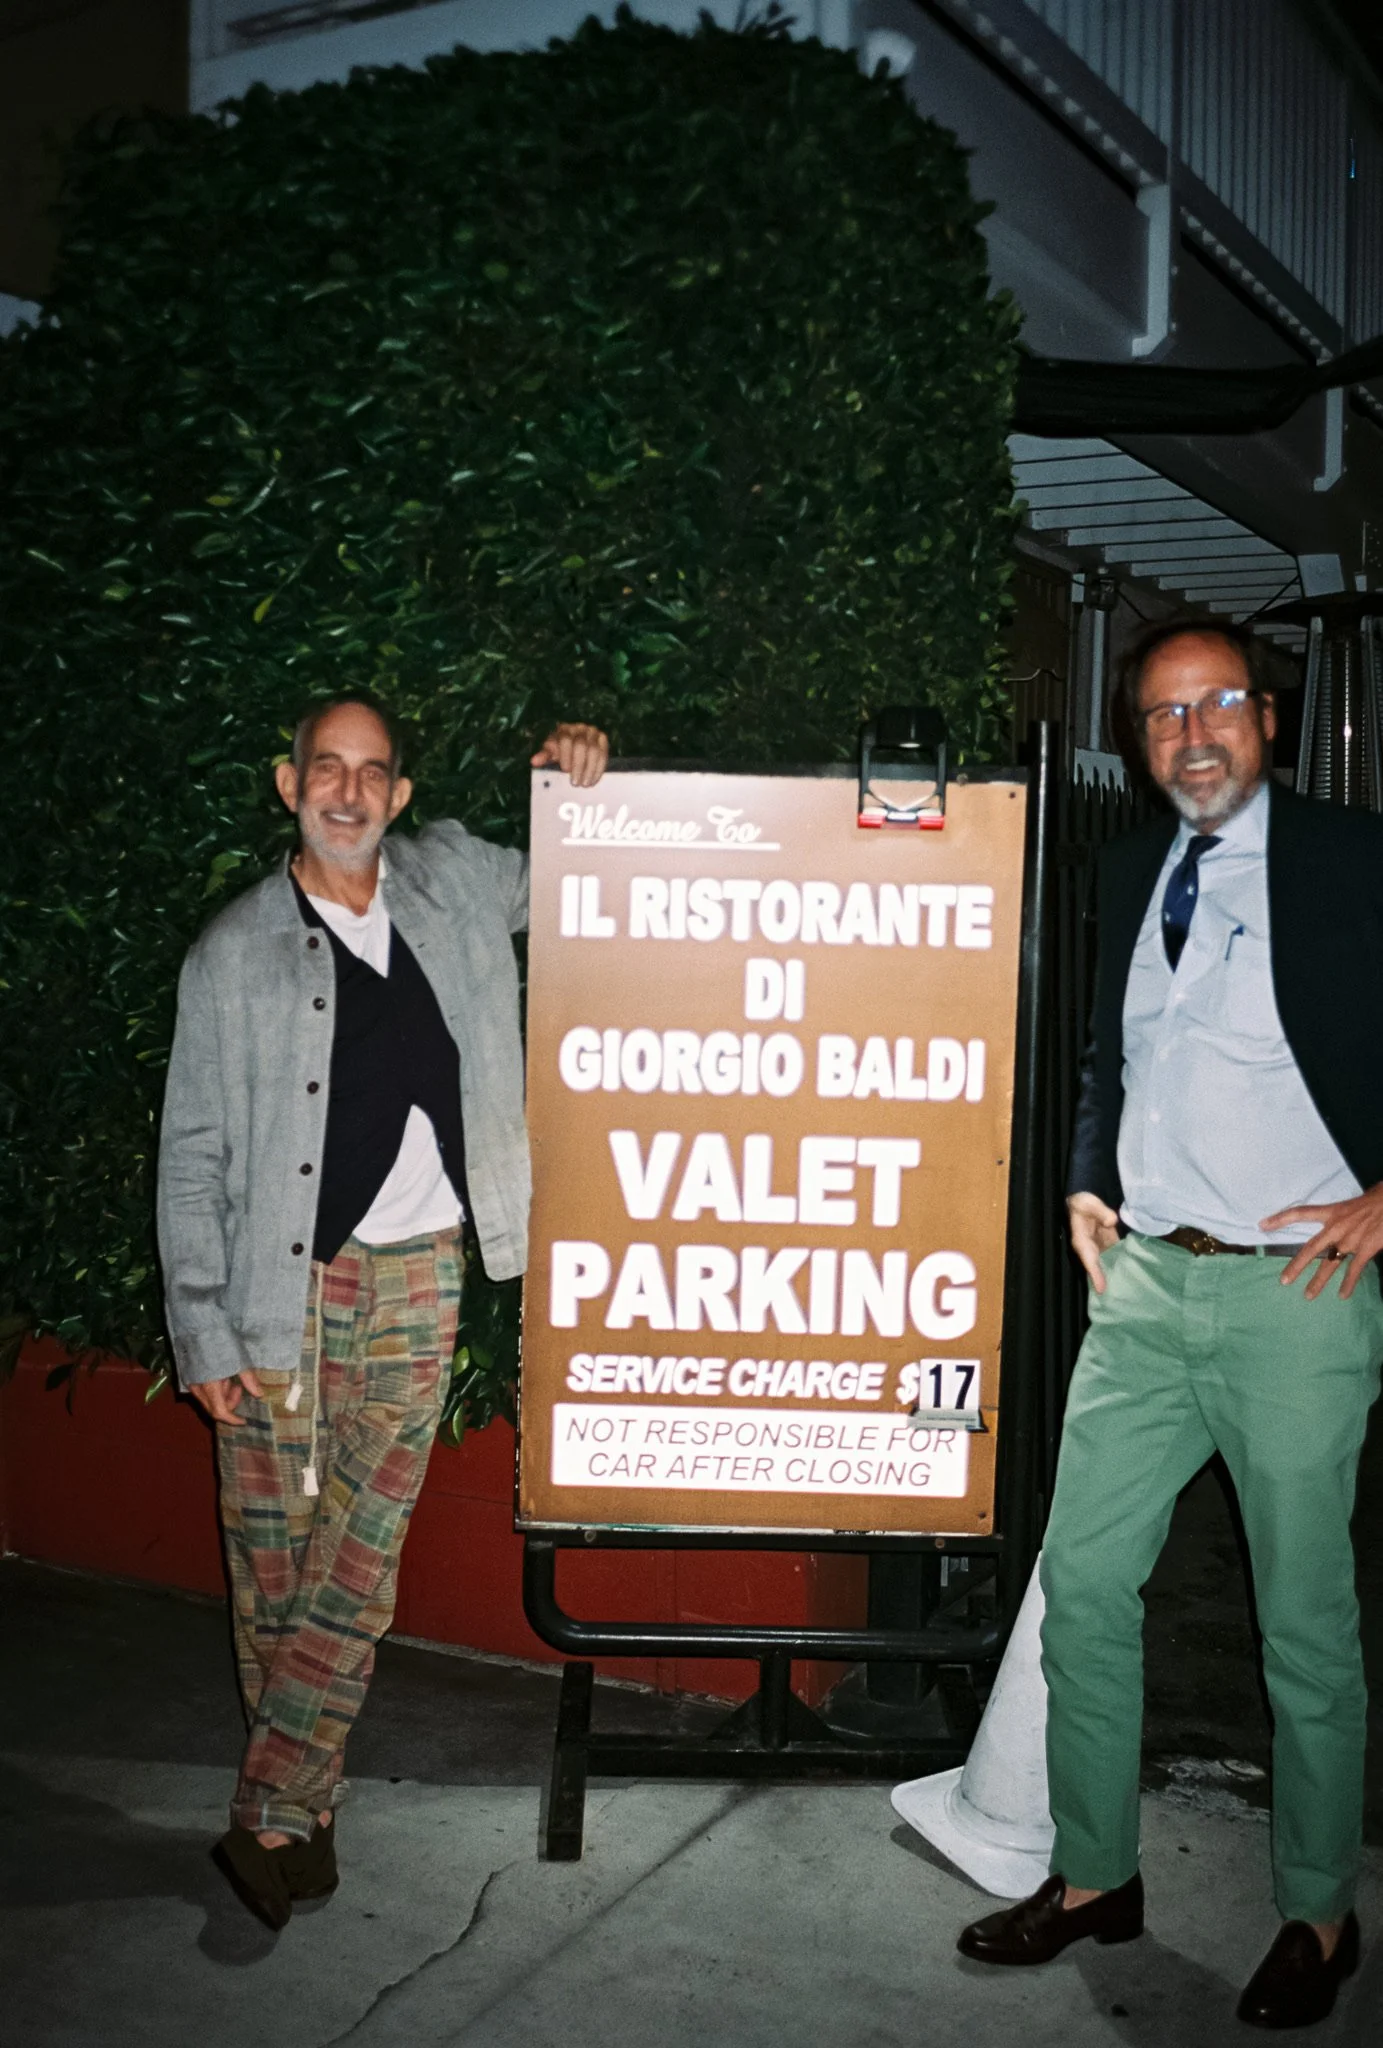 Welcome To
IL RISTORANTE
DI
GIORGIO BALDI
VALET
PARKING
SERVICE CHARGE $17
NOT RESPONSIBLE FOR
CAR AFTER CLOSING